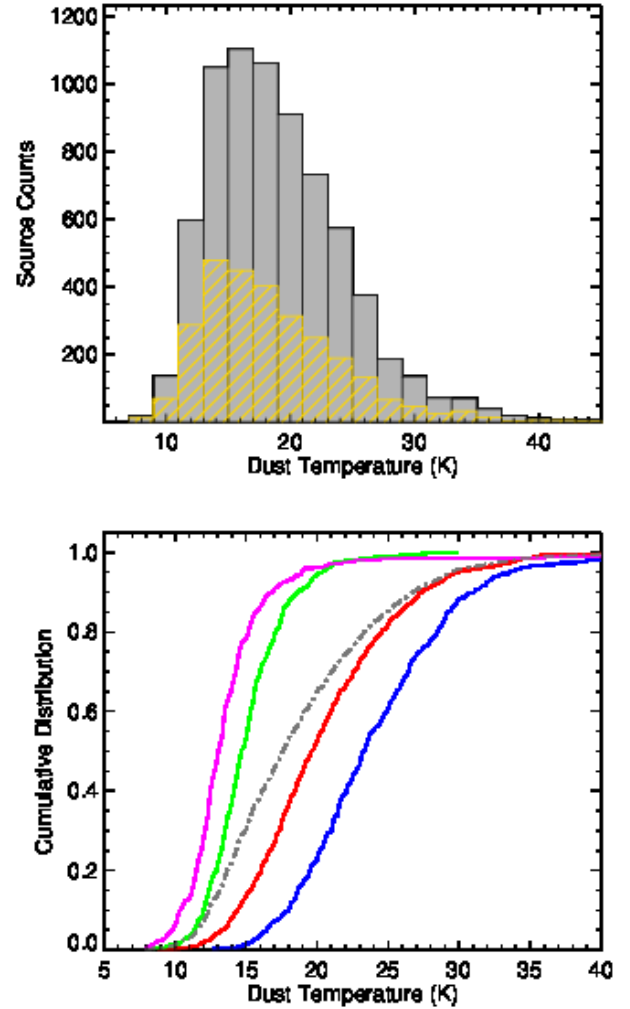 1200
1000
800
600
400
200
Source Counts
10 20 30 40
Dust Temperature (K)
1.0
0.8
0.6
0.4
0.2
0.0
Cumulative Distribution
5 10 15 20 25 30 35 40
Dust Temperature (K)